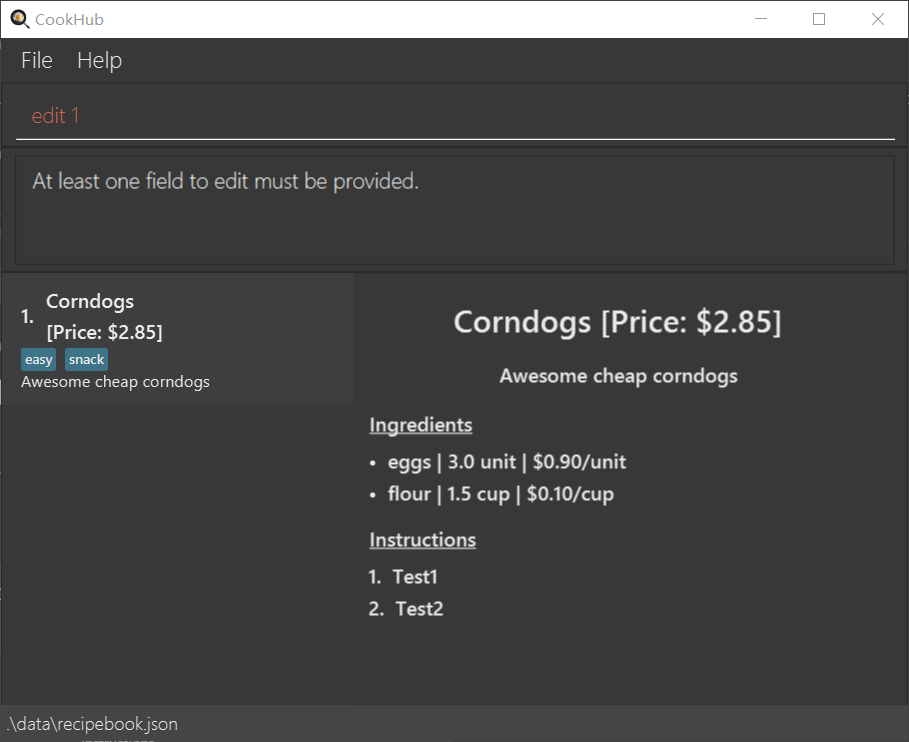 CookHub
File Help
edit 1
At least one field to edit must be provided.
1. Corndogs
[Price: $2.85]
easy snack
Awesome cheap corndogs
Corndogs [Price: $2.85]
Awesome cheap corndogs
Ingredients
• eggs | 3.0 unit | $0.90/unit
• flour | 1.5 cup | $0.10/cup
Instructions
1. Test1
2. Test2
.\data\recipebook.json